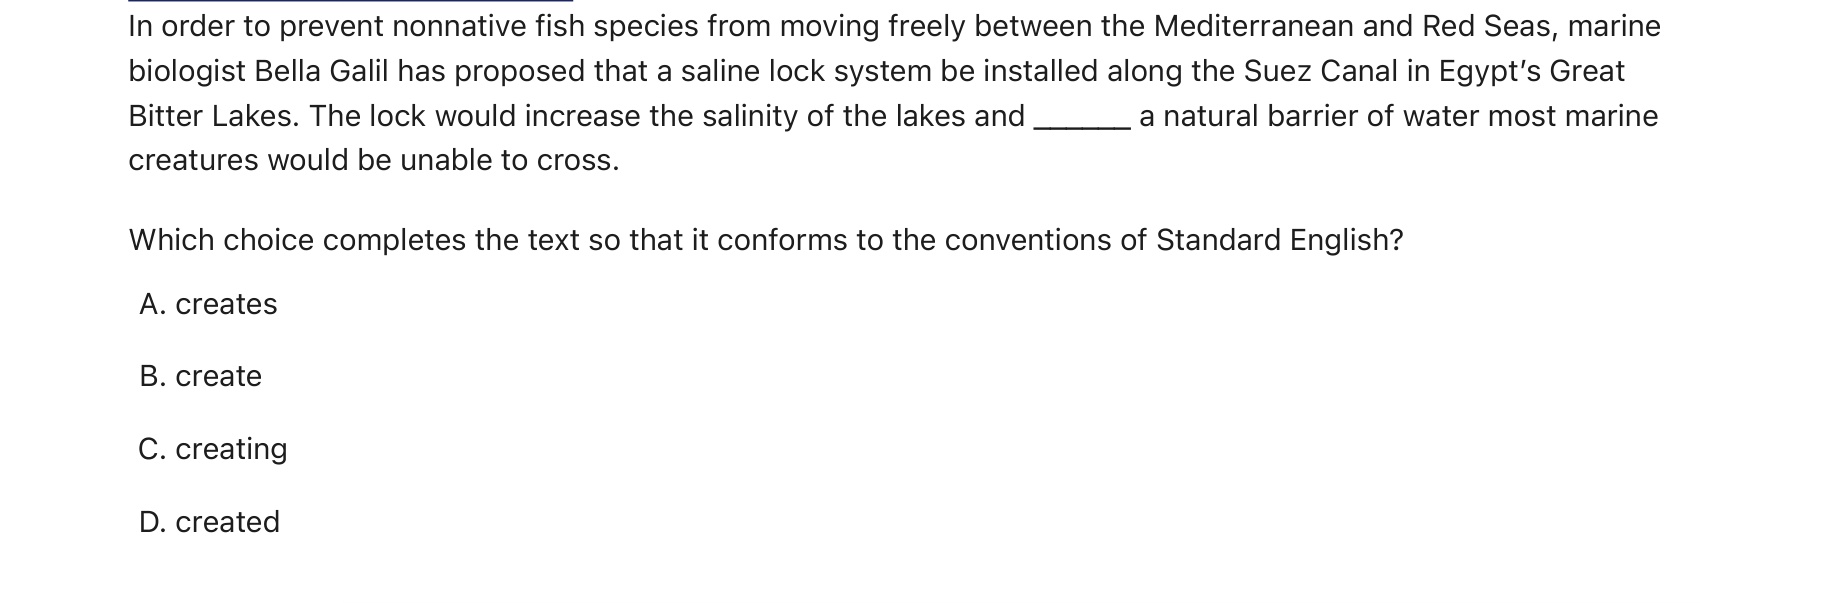 In order to prevent nonnative fish species from moving freely between the Mediterranean and Red Seas, marine
biologist Bella Galil has proposed that a saline lock system be installed along the Suez Canal in Egypt’s Great
Bitter Lakes. The lock would increase the salinity of the lakes and ______ a natural barrier of water most marine
creatures would be unable to cross.
Which choice completes the text so that it conforms to the conventions of Standard English?
A. creates
B. create
C. creating
D. created